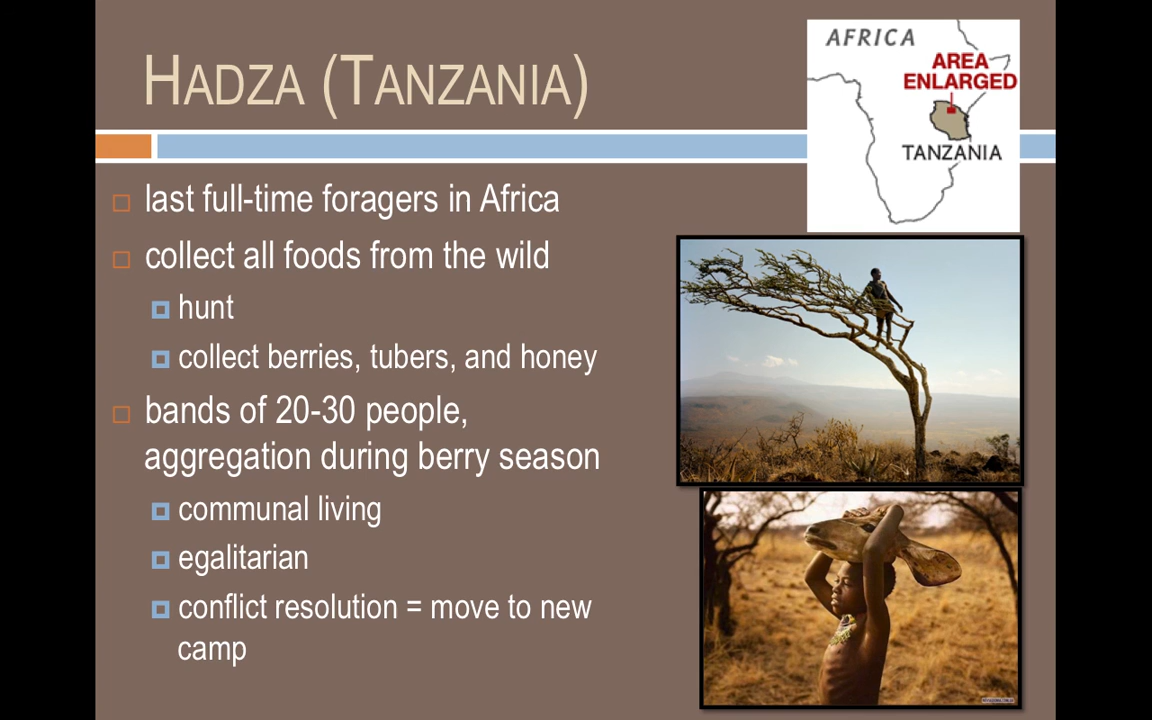 HADZA (TANZANIA)
AFRICA
AREA
ENLARGED
TANZANIA
last full-time foragers in Africa
collect all foods from the wild
hunt
collect berries, tubers, and honey
bands of 20-30 people,
aggregation during berry season
communal living
egalitarian
conflict resolution = move to new
camp